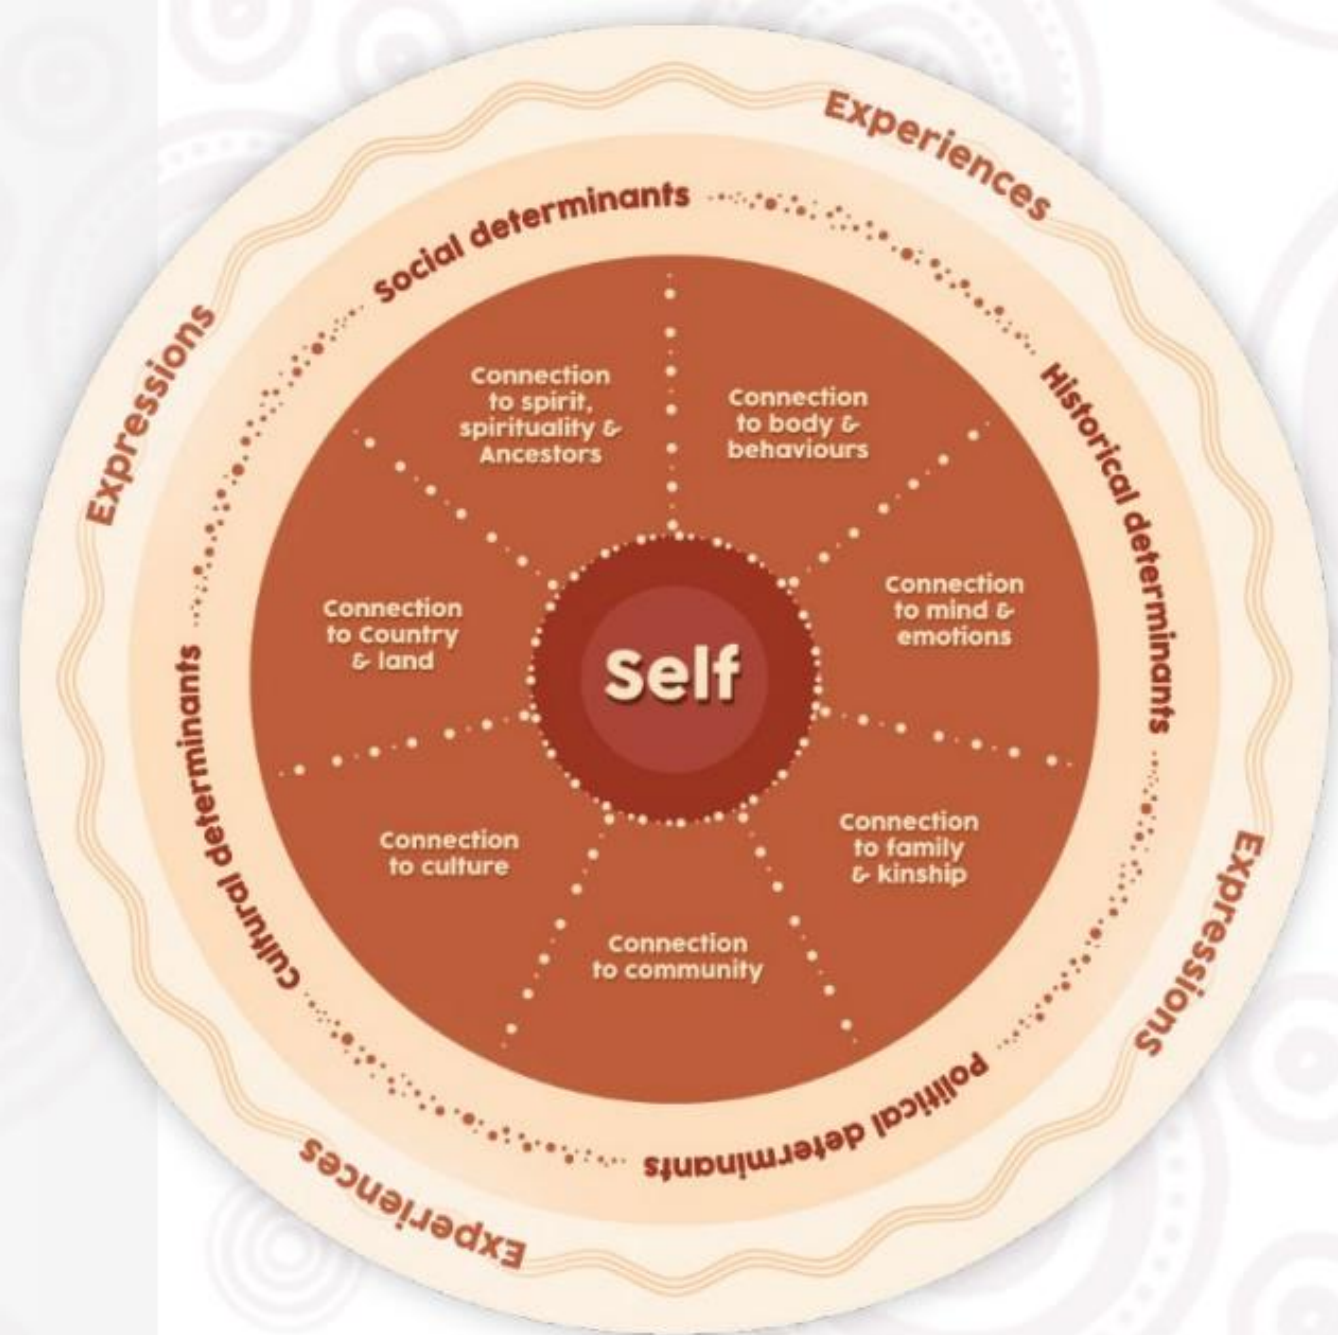 Experiences
Expressions
Experiences
Expressions
Social determinants
Historical determinants
Political determinants
Cultural determinants
Connection
to spirit,
spirituality &
Ancestors
Connection
to body &
behaviours
Connection
to mind &
emotions
Connection
to family
& kinship
Connection
to community
Connection
to culture
Connection
to Country
& land
Self